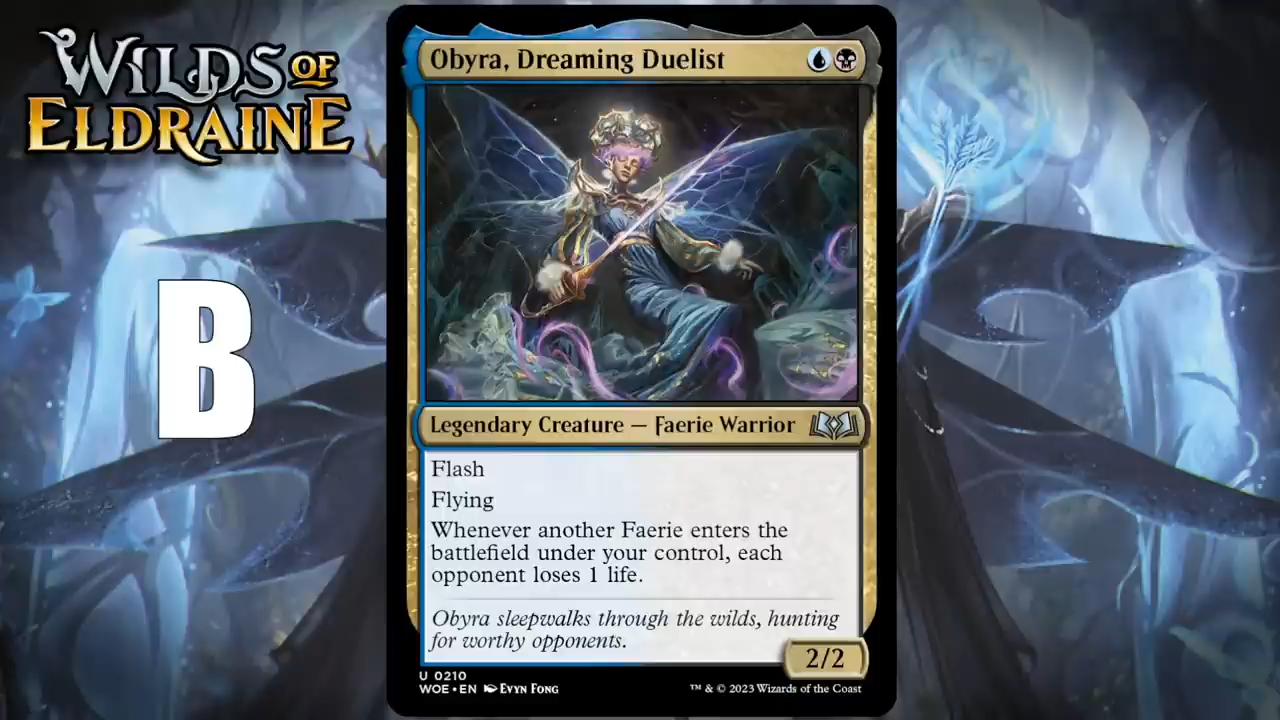 WILDS OF
ELDRAINE
B
Obyra, Dreaming Duelist
Legendary Creature — Faerie Warrior
Flash
Flying
Whenever another Faerie enters the
battlefield under your control, each
opponent loses 1 life.
Obyra sleepwalks through the wilds, hunting
for worthy opponents.
2/2
U 0210
WOE • EN Evyn Fong
™ & © 2023 Wizards of the Coast